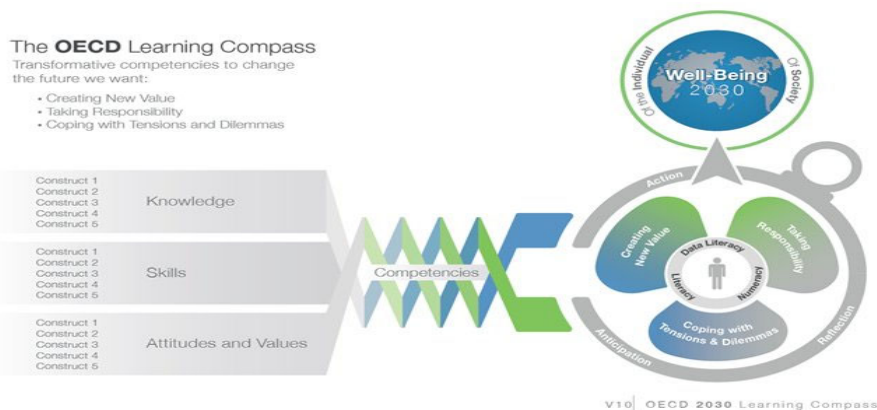 The OECD Learning Compass
Transformative competencies to change
the future we want:
• Creating New Value
• Taking Responsibility
• Coping with Tensions and Dilemmas
Construct 1
Construct 2
Construct 3
Construct 4
Construct 5
Knowledge
Construct 1
Construct 2
Construct 3
Construct 4
Construct 5
Skills
Construct 1
Construct 2
Construct 3
Construct 4
Construct 5
Attitudes and Values
Competencies
Of the Individual
Well-Being
2030
Of Society
Action
Creating
New Value
Taking
Responsibility
Data Literacy
Literacy
Numeracy
Coping with
Tensions & Dilemmas
Anticipation
Reflection
V10| OECD 2030 Learning Compass